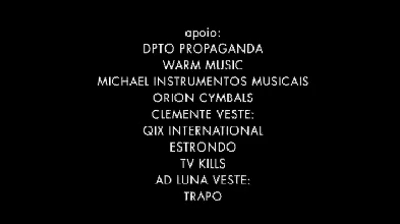 apoio:
DPTO PROPAGANDA
WARM MUSIC
MICHAEL INSTRUMENTOS MUSICAIS
ORION CYMBALS
CLEMENTE VESTE:
QIX INTERNATIONAL
ESTRONDO
TV KILLS
AD LUNA VESTE:
TRAPO